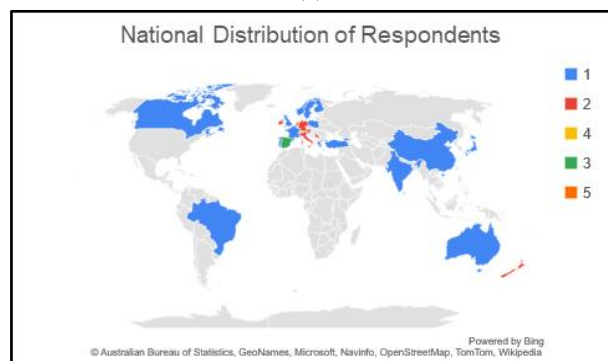 National Distribution of Respondents
1
2
4
3
5
Powered by Bing
© Australian Bureau of Statistics, GeoNames, Microsoft, Navinfo, OpenStreetMap, TomTom, Wikipedia